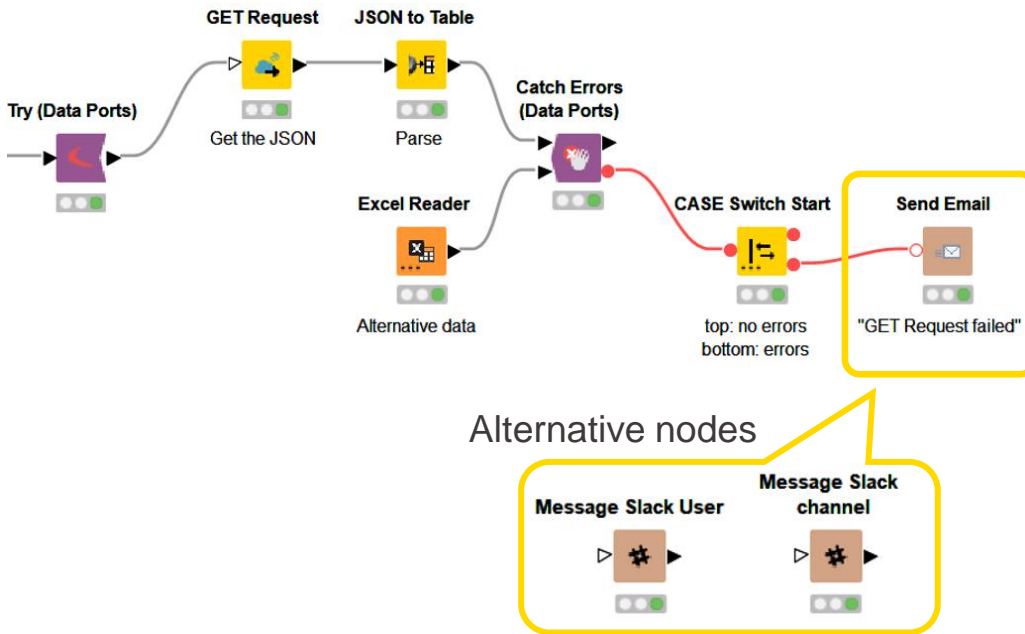 GET Request
JSON to Table
Try (Data Ports)
Get the JSON
Parse
Catch Errors
(Data Ports)
Excel Reader
Alternative data
CASE Switch Start
top: no errors
bottom: errors
Send Email
"GET Request failed"
Alternative nodes
Message Slack User
Message Slack
channel